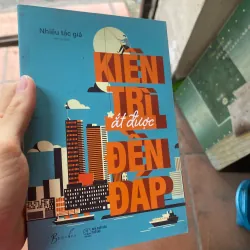 Nhiều tác giả
KIÊN
TRÌ
ắt được
ĐỀN
ĐÁP